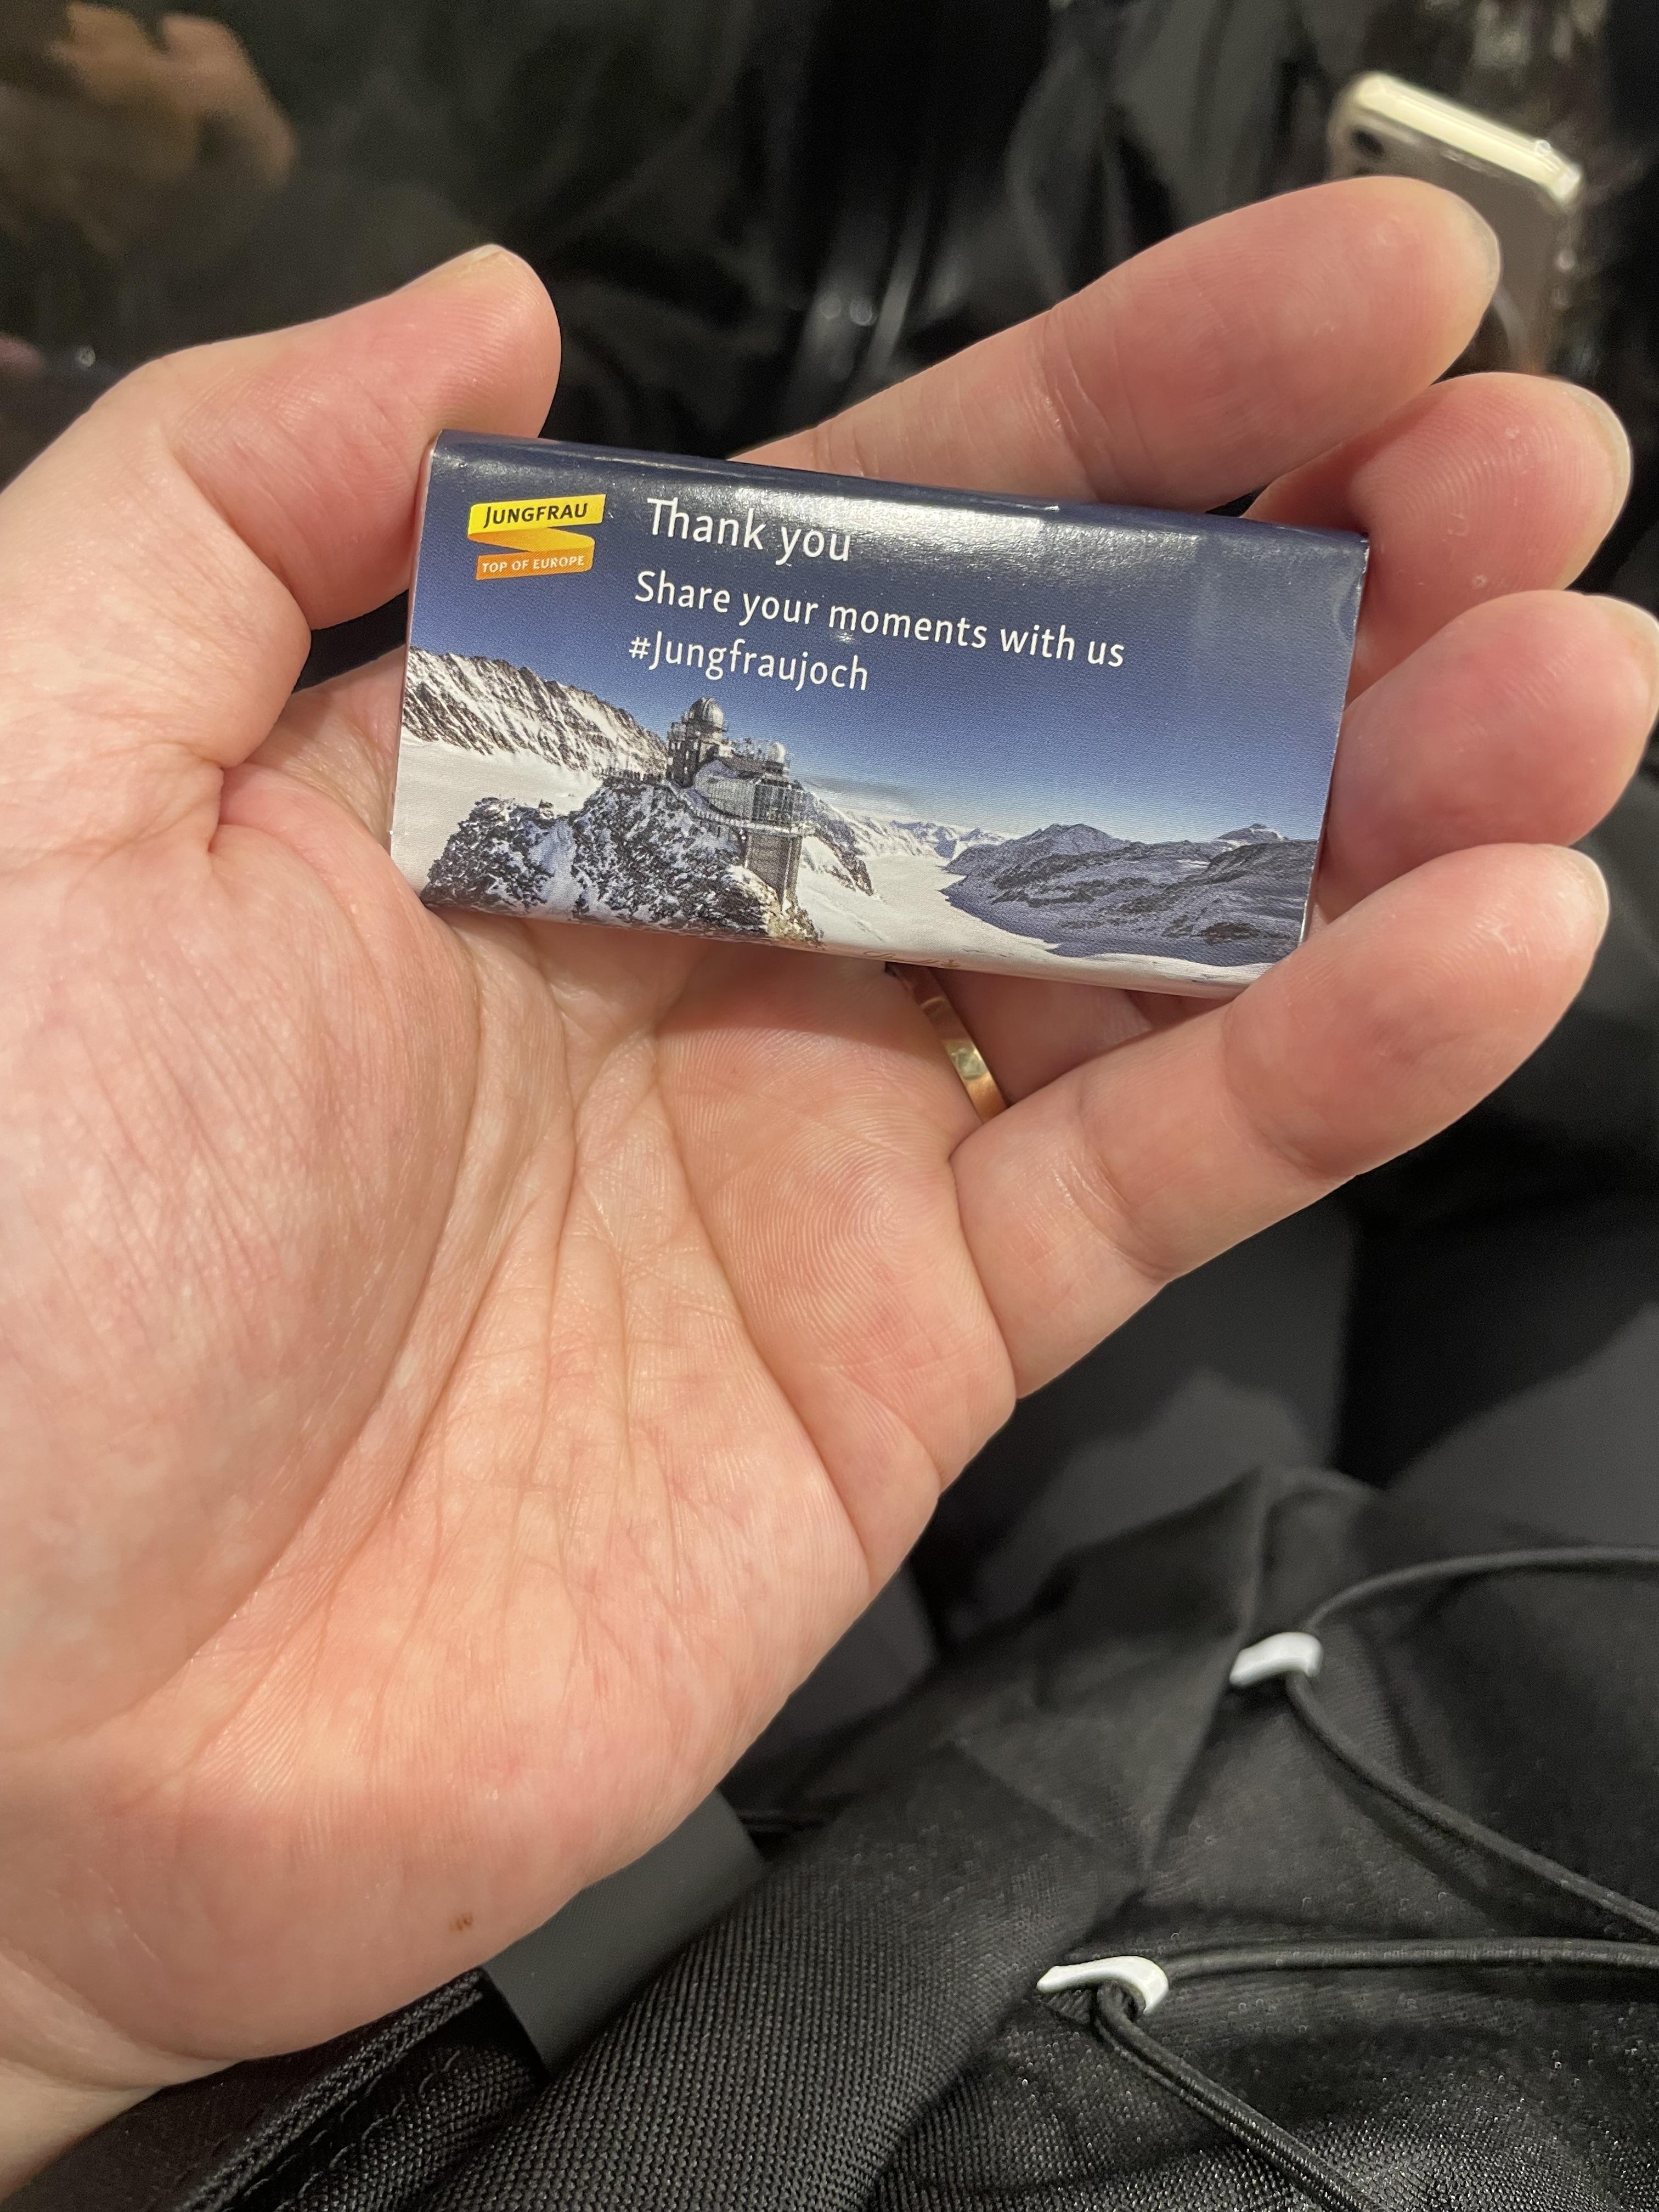 JUNGFRAU
TOP OF EUROPE
Thank you
Share your moments with us
#Jungfraujoch